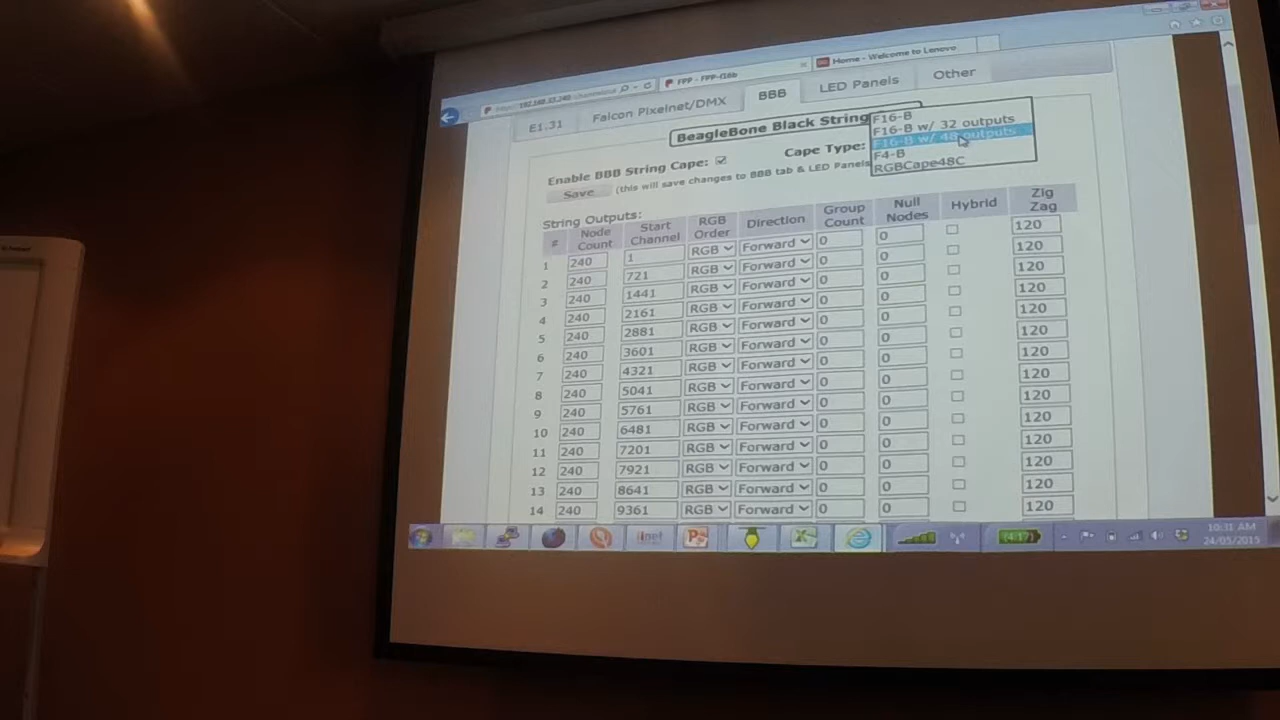 Home - Welcome to Lenovo
FPP - FPP-f16b
E1.31 Falcon Pixelnet/DMX BBB LED Panels Other
BeagleBone Black String
Enable BBB String Cape: Cape Type:
F16-B
F16-B w/ 32 outputs
F16-B w/ 48 outputs
F4-B
RGBCape48C
Save (this will save changes to BBB tab & LED Panels
String Outputs:
# Node Count Start Channel RGB Order Direction Group Count Null Nodes Hybrid Zig Zag
1 240 1 RGB Forward 0 0 120
2 240 721 RGB Forward 0 0 120
3 240 1441 RGB Forward 0 0 120
4 240 2161 RGB Forward 0 0 120
5 240 2881 RGB Forward 0 0 120
6 240 3601 RGB Forward 0 0 120
7 240 4321 RGB Forward 0 0 120
8 240 5041 RGB Forward 0 0 120
9 240 5761 RGB Forward 0 0 120
10 240 6481 RGB Forward 0 0 120
11 240 7201 RGB Forward 0 0 120
12 240 7921 RGB Forward 0 0 120
13 240 8641 RGB Forward 0 0 120
14 240 9361 RGB Forward 0 0 120
iinet
(4:17)
10:31 AM
24/05/2015